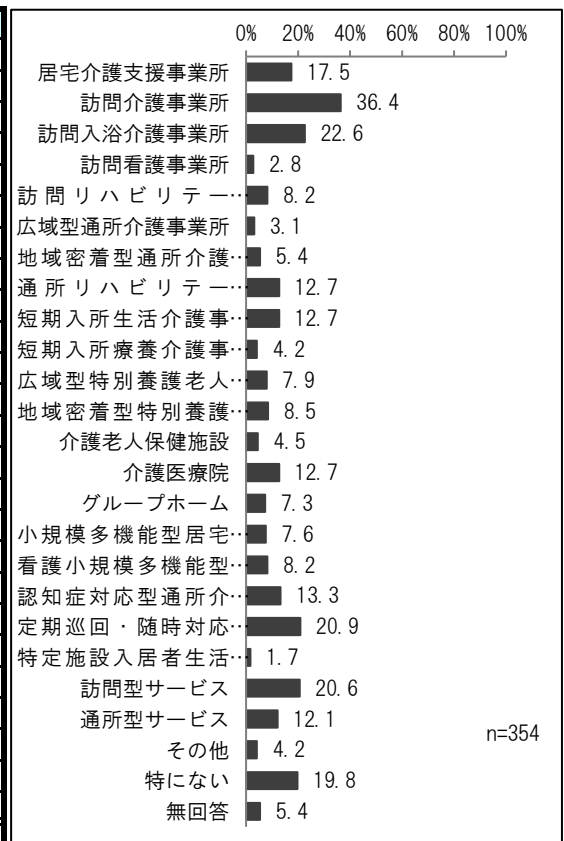 0% 20% 40% 60% 80% 100%
居宅介護支援事業所 17.5
訪問介護事業所 36.4
訪問入浴介護事業所 22.6
訪問看護事業所 2.8
訪問リハビリテー… 8.2
広域型通所介護事業所 3.1
地域密着型通所介護… 5.4
通所リハビリテー… 12.7
短期入所生活介護事… 12.7
短期入所療養介護事… 4.2
広域型特別養護老人… 7.9
地域密着型特別養護… 8.5
介護老人保健施設 4.5
介護医療院 12.7
グループホーム 7.3
小規模多機能型居宅… 7.6
看護小規模多機能型… 8.2
認知症対応型通所介… 13.3
定期巡回・随時対応… 20.9
特定施設入居者生活… 1.7
訪問型サービス 20.6
通所型サービス 12.1
n=354
その他 4.2
特にない 19.8
無回答 5.4